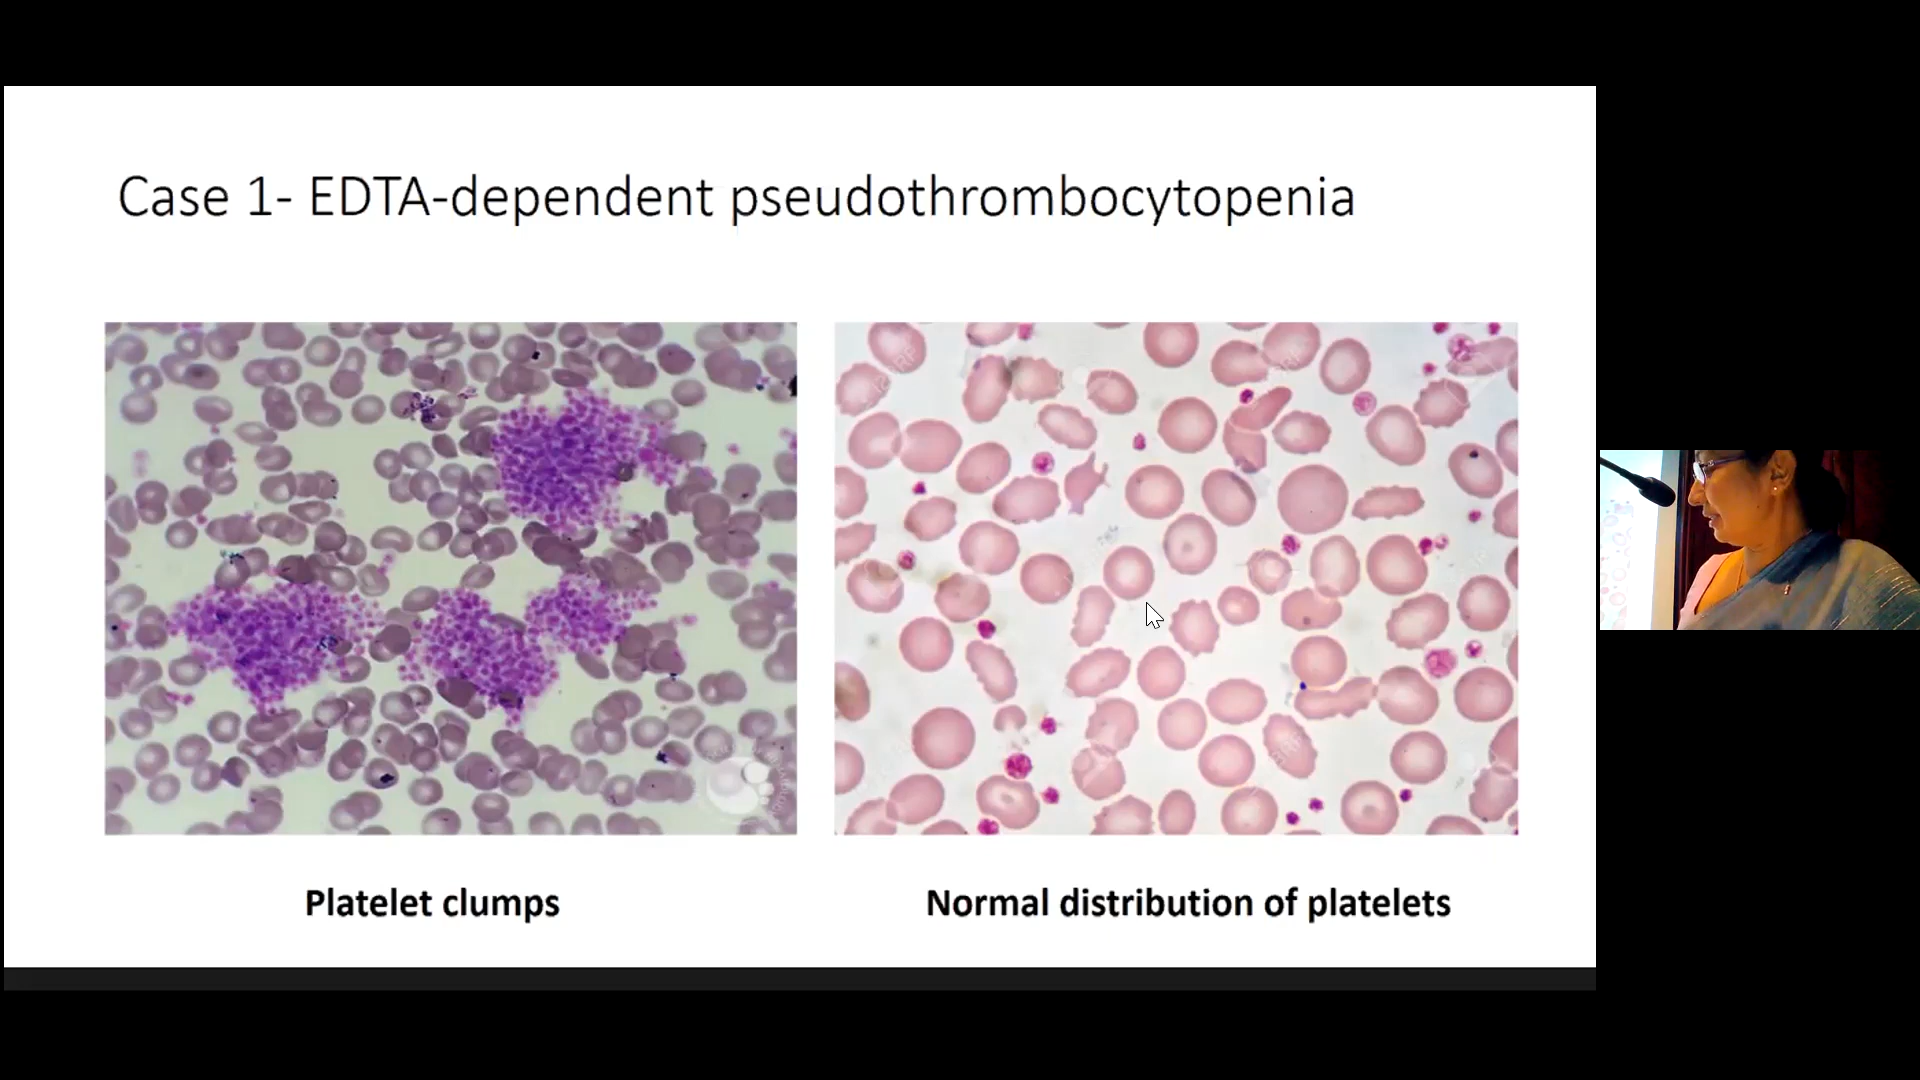 Case 1- EDTA-dependent pseudothrombocytopenia
Platelet clumps
Normal distribution of platelets